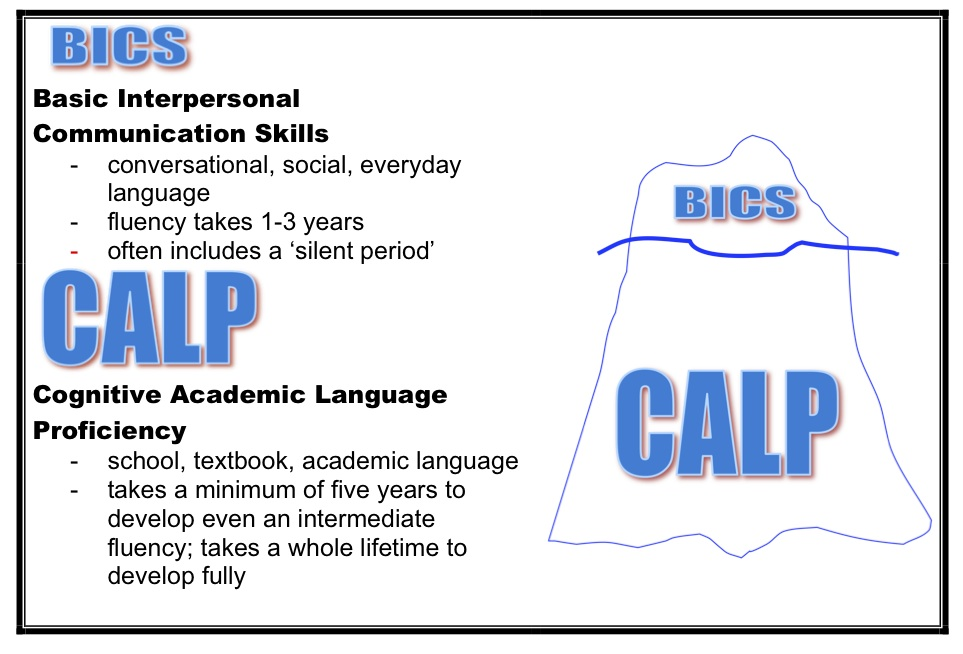 BICS
Basic Interpersonal
Communication Skills
- conversational, social, everyday
language
- fluency takes 1-3 years
- often includes a ‘silent period’
CALP
Cognitive Academic Language
Proficiency
- school, textbook, academic language
- takes a minimum of five years to
develop even an intermediate
fluency; takes a whole lifetime to
develop fully
BICS
CALP